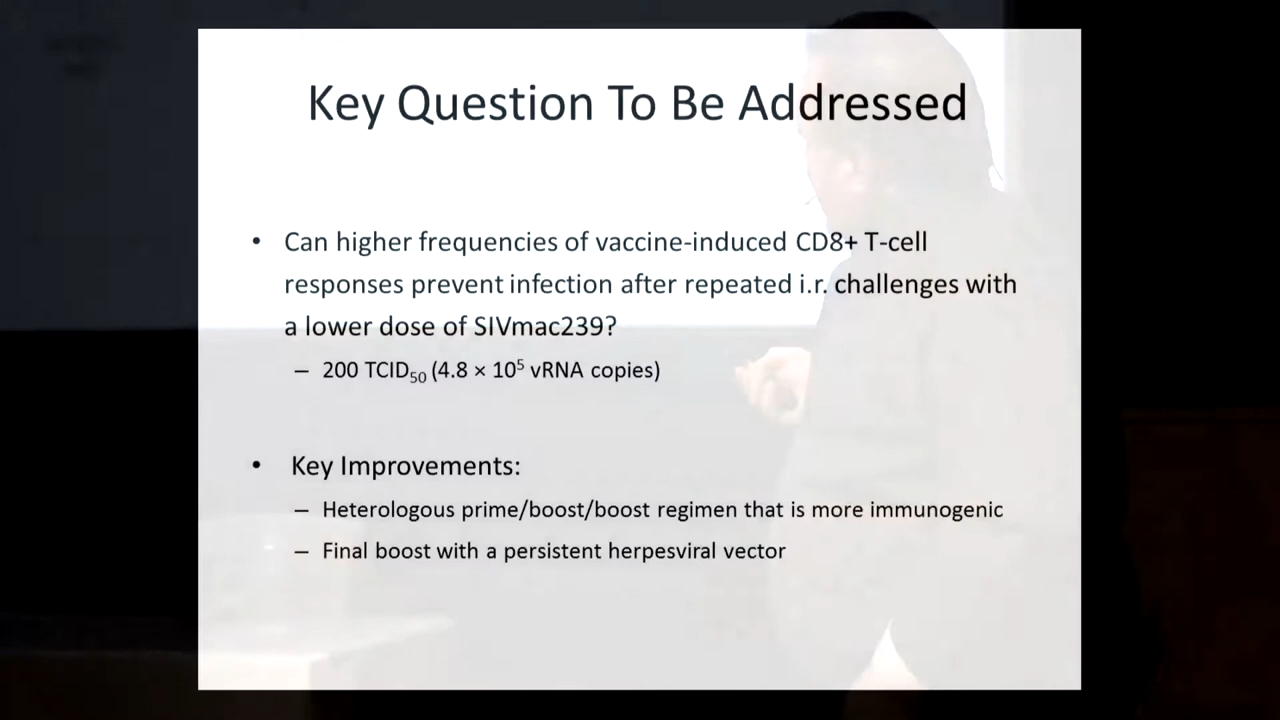 Key Question To Be Addressed
• Can higher frequencies of vaccine-induced CD8+ T-cell
responses prevent infection after repeated i.r. challenges with
a lower dose of SIVmac239?
– 200 TCID₅₀ (4.8 × 10⁵ vRNA copies)
• Key Improvements:
– Heterologous prime/boost/boost regimen that is more immunogenic
– Final boost with a persistent herpesviral vector